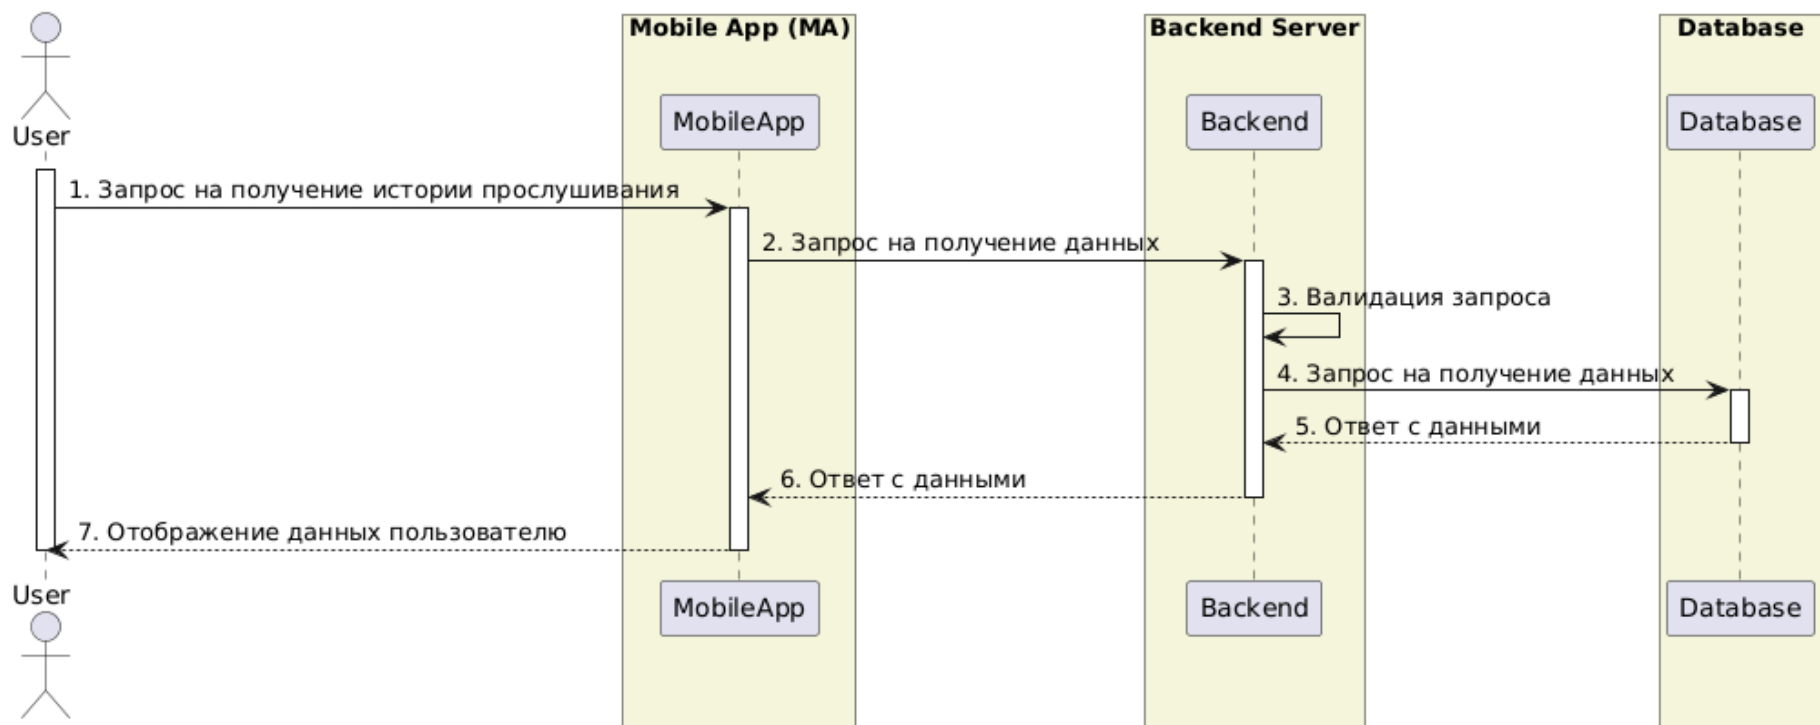 Mobile App (MA)
Backend Server
Database
User
MobileApp
Backend
Database
1. Запрос на получение истории прослушивания
2. Запрос на получение данных
3. Валидация запроса
4. Запрос на получение данных
5. Ответ с данными
6. Ответ с данными
7. Отображение данных пользователю
User
MobileApp
Backend
Database